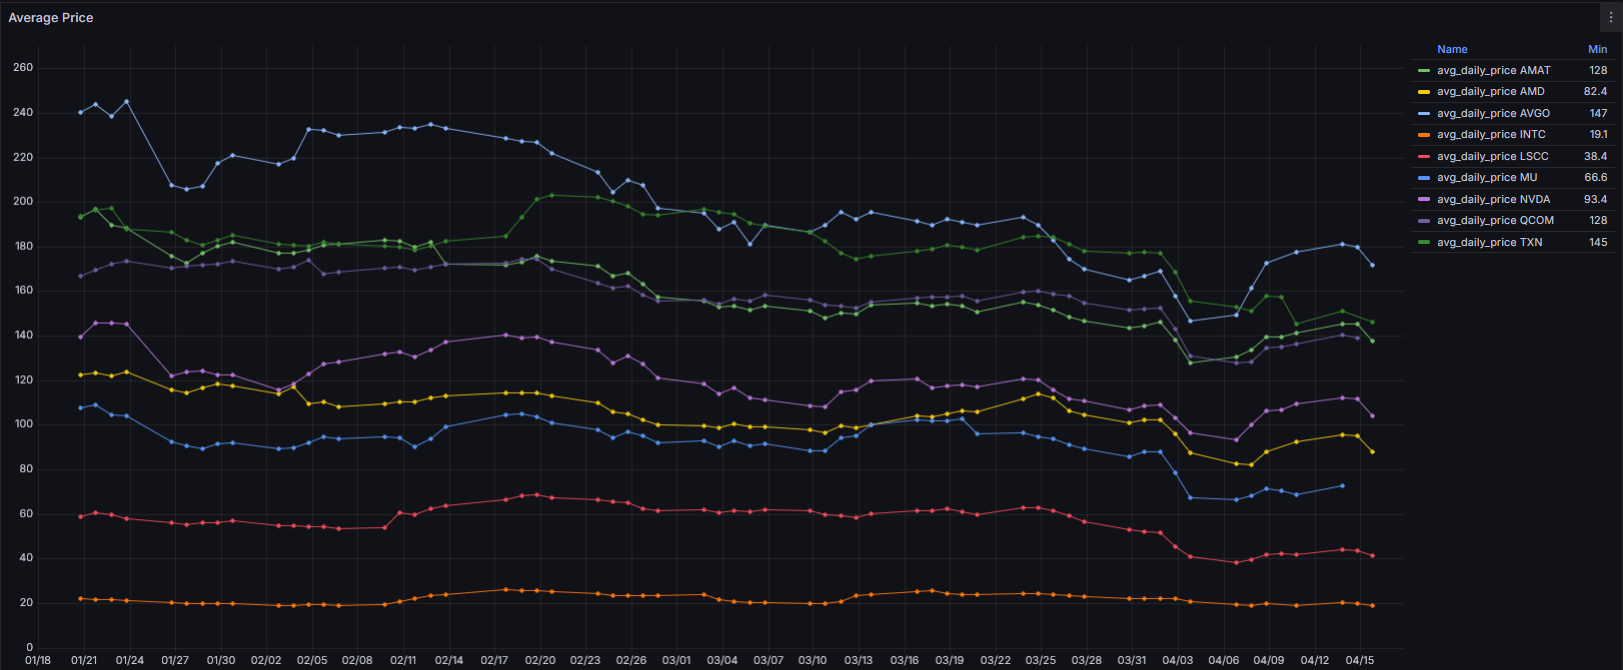 Average Price
Name Min
avg_daily_price AMAT 128
avg_daily_price AMD 82.4
avg_daily_price AVGO 147
avg_daily_price INTC 19.1
avg_daily_price LSCC 38.4
avg_daily_price MU 66.6
avg_daily_price NVDA 93.4
avg_daily_price QCOM 128
avg_daily_price TXN 145
260
240
220
200
180
160
140
120
100
80
60
40
20
0
01/18 01/21 01/24 01/27 01/30 02/02 02/05 02/08 02/11 02/14 02/17 02/20 02/23 02/26 03/01 03/04 03/07 03/10 03/13 03/16 03/19 03/22 03/25 03/28 03/31 04/03 04/06 04/09 04/12 04/15